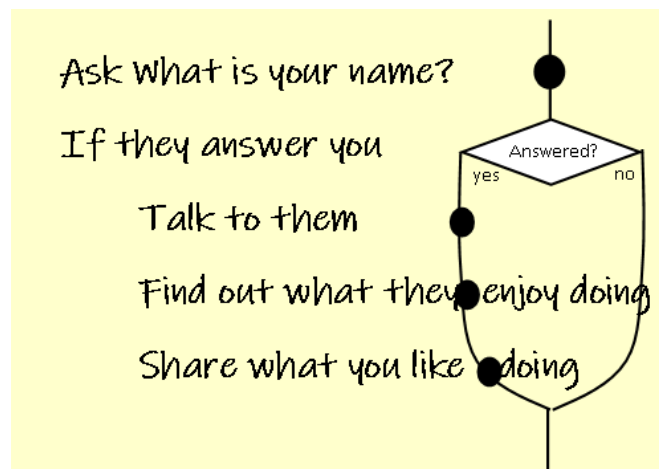 Ask What is your name?
If they answer you
Answered?
yes
no
Talk to them
Find out what they enjoy doing
Share what you like doing